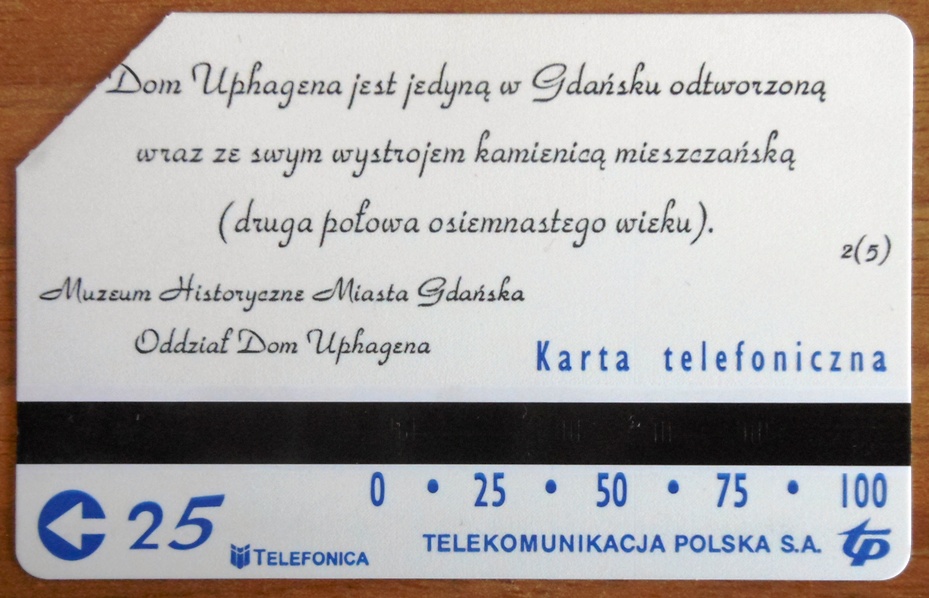 Dom Uphagena jest jedyną w Gdańsku odtworzoną
wraz ze swym wystrojem kamienicą mieszczańską
(druga połowa osiemnastego wieku).
2(5)
Muzeum Historyczne Miasta Gdańska
Oddział Dom Uphagena
Karta telefoniczna
0 • 25 • 50 • 75 • 100
25
TELEFONICA
TELEKOMUNIKACJA POLSKA S.A. tp